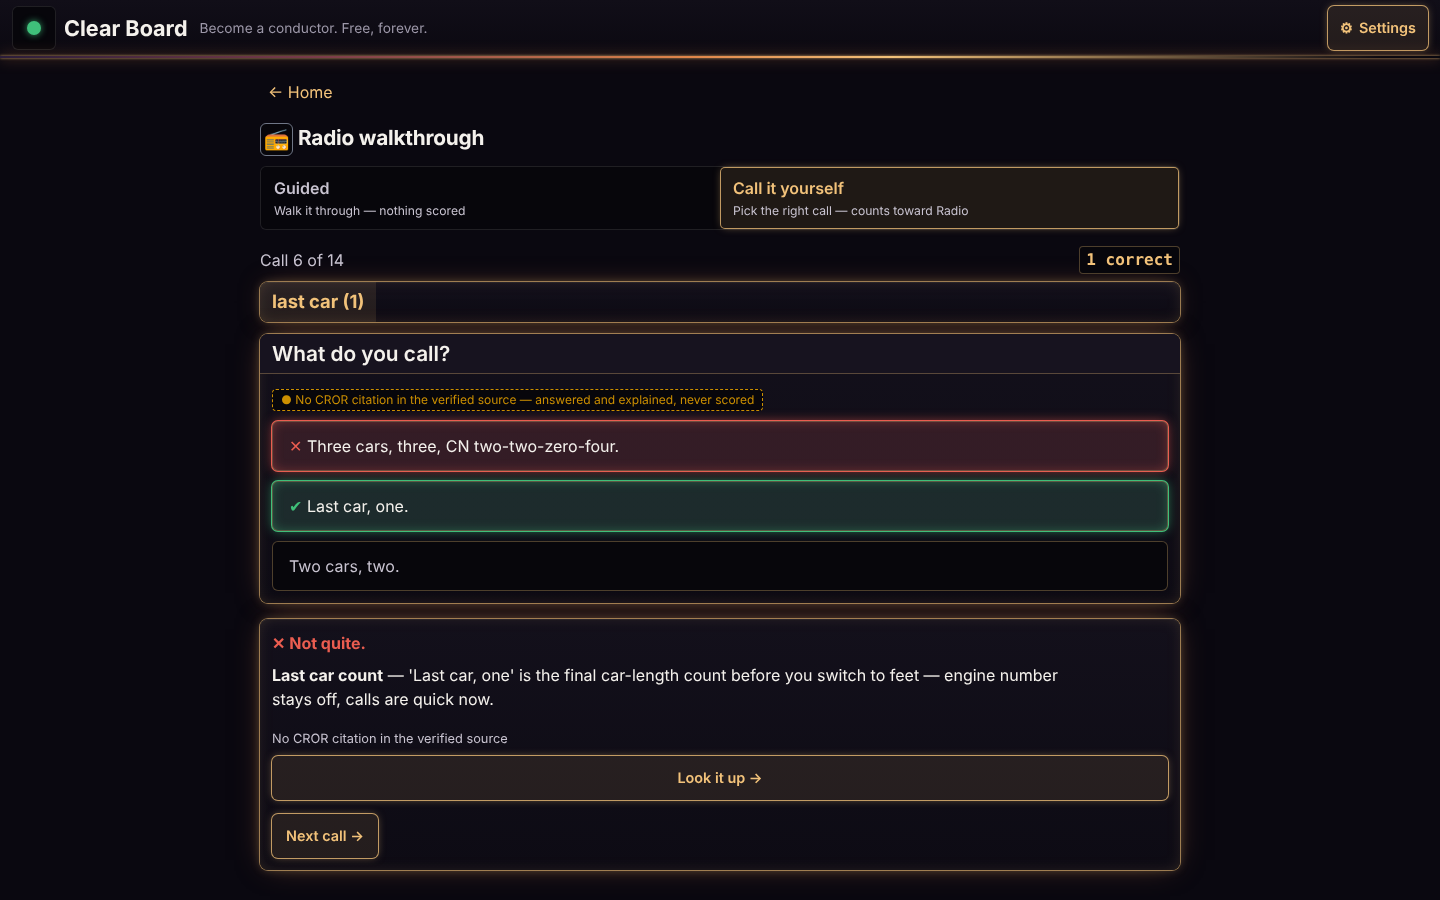 Clear Board
Become a conductor. Free, forever.
⚙ Settings
← Home
Radio walkthrough
Guided
Walk it through — nothing scored
Call it yourself
Pick the right call — counts toward Radio
Call 6 of 14
1 correct
last car (1)
What do you call?
No CROR citation in the verified source — answered and explained, never scored
✕ Three cars, three, CN two-two-zero-four.
✔ Last car, one.
Two cars, two.
✕ Not quite.
Last car count — 'Last car, one' is the final car-length count before you switch to feet — engine number
stays off, calls are quick now.
No CROR citation in the verified source
Look it up →
Next call →